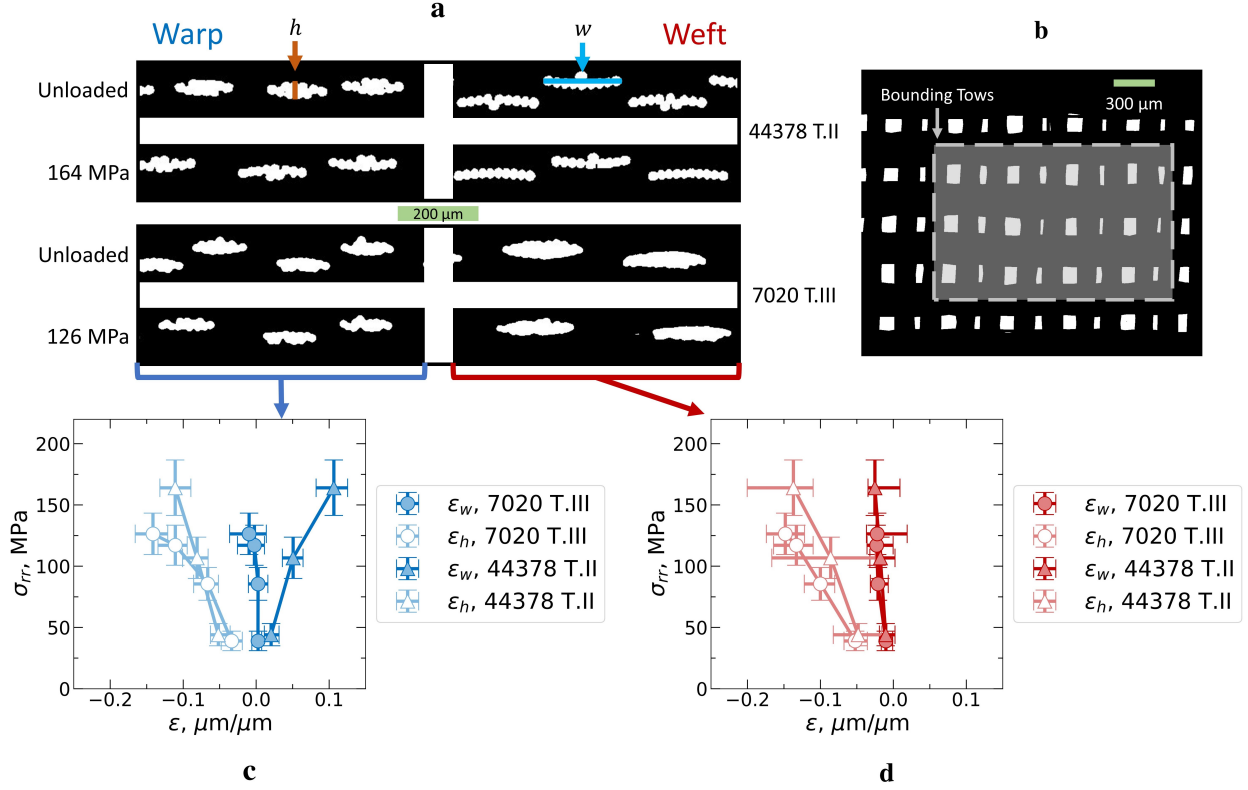 a
b
Warp
h
w
Weft
Unloaded
44378 T.II
164 MPa
200 µm
Unloaded
7020 T.III
126 MPa
Bounding Tows
300 µm
200
150
100
50
0
σrr, MPa
−0.2
−0.1
0.0
0.1
ε, µm/µm
εw, 7020 T.III
εh, 7020 T.III
εw, 44378 T.II
εh, 44378 T.II
c
200
150
100
50
0
σrr, MPa
−0.2
−0.1
0.0
0.1
ε, µm/µm
εw, 7020 T.III
εh, 7020 T.III
εw, 44378 T.II
εh, 44378 T.II
d